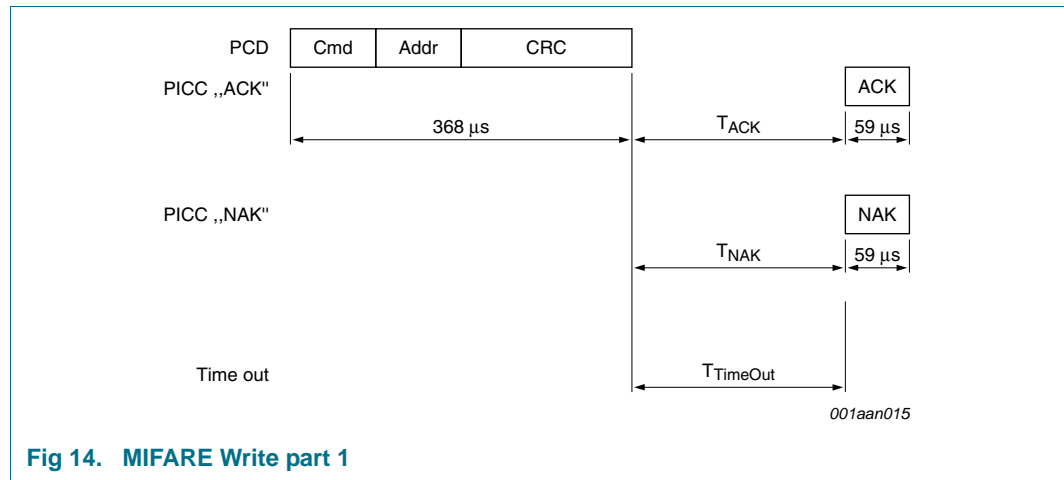 PCD Cmd Addr CRC
PICC ,,ACK" ACK
368 µs TACK 59 µs
PICC ,,NAK" NAK
TNAK 59 µs
Time out TTimeOut
001aan015
Fig 14. MIFARE Write part 1